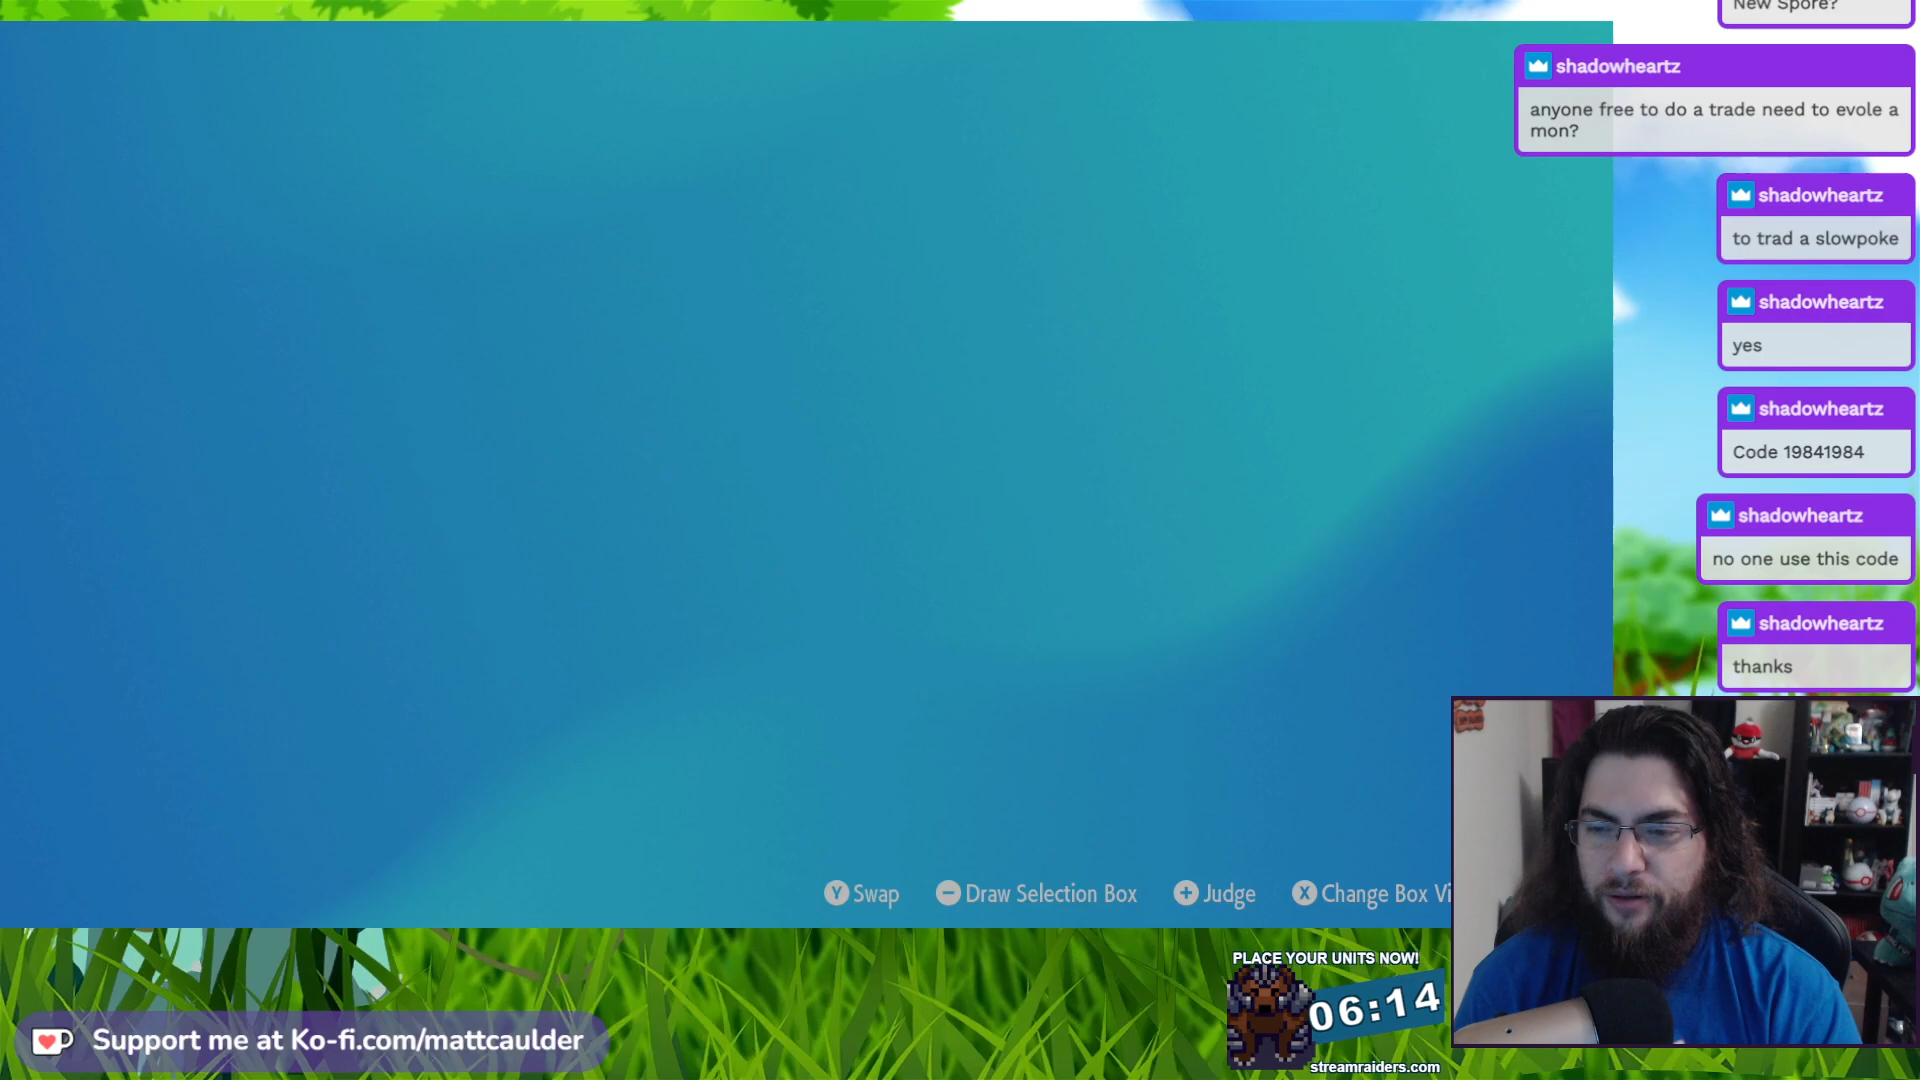 New Spore?
shadowheartz
anyone free to do a trade need to evole a
mon?
shadowheartz
to trad a slowpoke
shadowheartz
yes
shadowheartz
Code 19841984
shadowheartz
no one use this code
shadowheartz
thanks
Y Swap
Draw Selection Box
Judge
X Change Box Vi
PLACE YOUR UNITS NOW!
06:14
streamraiders.com
Support me at Ko-fi.com/mattcaulder